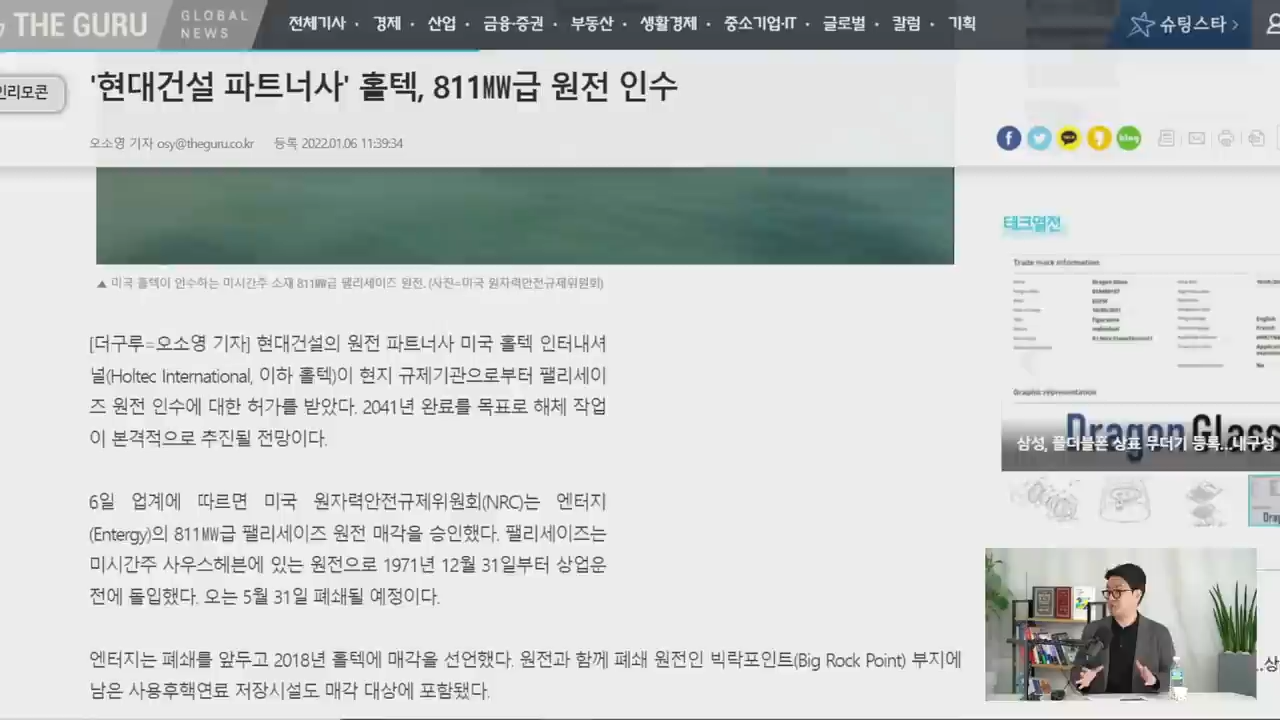 THE GURU
GLOBAL
NEWS
전체기사 · 경제 · 산업 · 금융·증권 · 부동산 · 생활경제 · 중소기업·IT · 글로벌 · 칼럼 · 기획
슈팅스타 >
인리모콘
'현대건설 파트너사' 홀텍, 811㎿급 원전 인수
오소영 기자 osy@theguru.co.kr 등록 2022.01.06 11:39:34
blog
▲ 미국 홀텍이 인수하는 미시간주 소재 811㎿급 팰리세이즈 원전. (사진=미국 원자력안전규제위원회)
[더구루=오소영 기자] 현대건설의 원전 파트너사 미국 홀텍 인터내셔
널(Holtec International, 이하 홀텍)이 현지 규제기관으로부터 팰리세이
즈 원전 인수에 대한 허가를 받았다. 2041년 완료를 목표로 해체 작업
이 본격적으로 추진될 전망이다.
6일 업계에 따르면 미국 원자력안전규제위원회(NRC)는 엔터지
(Entergy)의 811㎿급 팰리세이즈 원전 매각을 승인했다. 팰리세이즈는
미시간주 사우스헤븐에 있는 원전으로 1971년 12월 31일부터 상업운
전에 돌입했다. 오는 5월 31일 폐쇄될 예정이다.
엔터지는 폐쇄를 앞두고 2018년 홀텍에 매각을 선언했다. 원전과 함께 폐쇄 원전인 빅락포인트(Big Rock Point) 부지에
남은 사용후핵연료 저장시설도 매각 대상에 포함됐다.
테크열전
Trade mark information
Graphic representation
Dragon Glass
삼성, 폴더블폰 상표 무더기 등록...내구성
..상